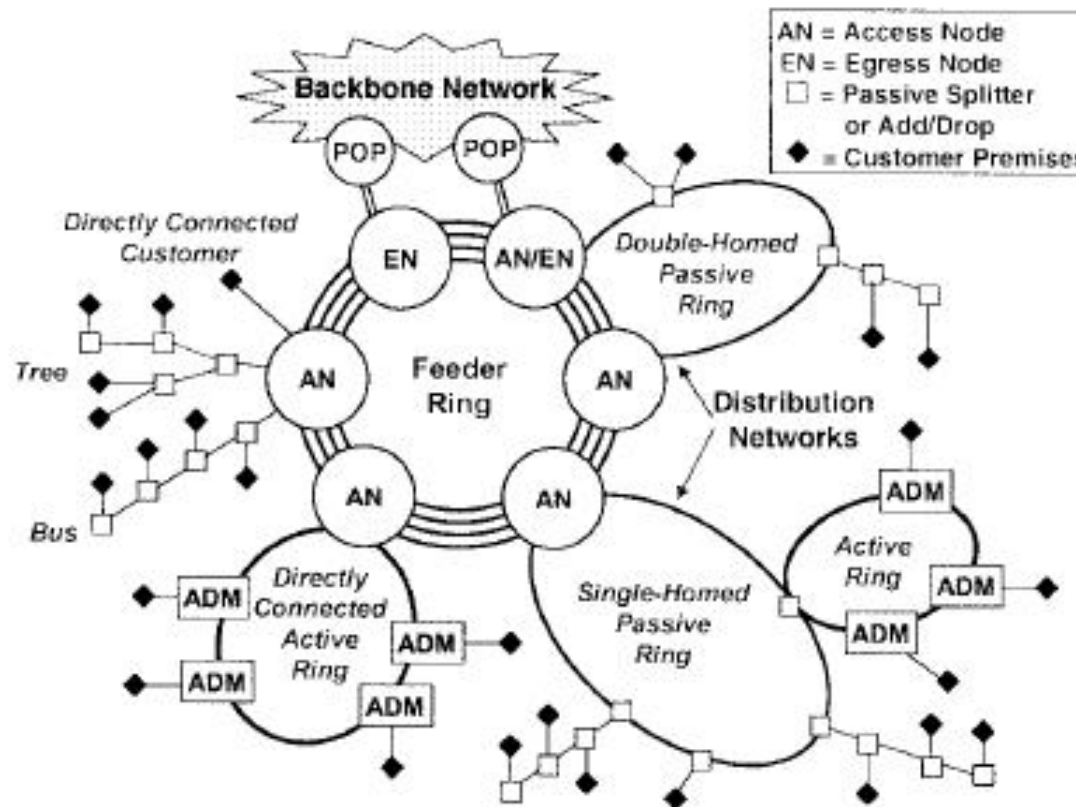 AN = Access Node
EN = Egress Node
= Passive Splitter
or Add/Drop
= Customer Premises
Backbone Network
POP
POP
Directly Connected
Customer
EN
AN/EN
Double-Homed
Passive
Ring
Tree
AN
Feeder
Ring
AN
Distribution
Networks
Bus
AN
AN
ADM
Active
Ring
ADM
ADM
Directly
Connected
Active
Ring
ADM
ADM
ADM
ADM
Single-Homed
Passive
Ring